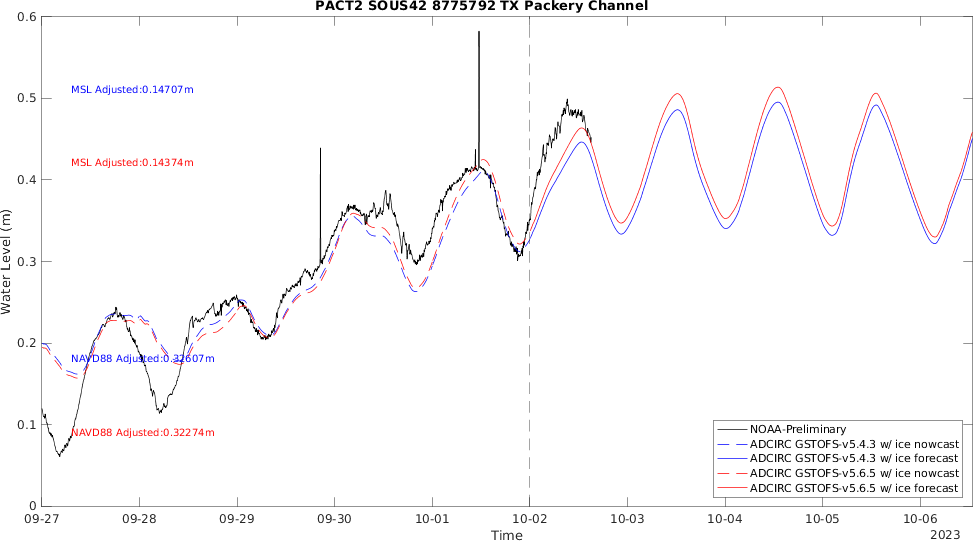 PACT2 SOUS42 8775792 TX Packery Channel
Water Level (m)
0.6
0.5
0.4
0.3
0.2
0.1
0
MSL Adjusted:0.14707m
MSL Adjusted:0.14374m
NAVD88 Adjusted:0.32607m
NAVD88 Adjusted:0.32274m
NOAA-Preliminary
ADCIRC GSTOFS-v5.4.3 w/ ice nowcast
ADCIRC GSTOFS-v5.4.3 w/ ice forecast
ADCIRC GSTOFS-v5.6.5 w/ ice nowcast
ADCIRC GSTOFS-v5.6.5 w/ ice forecast
09-27 09-28 09-29 09-30 10-01 10-02 10-03 10-04 10-05 10-06
Time
2023